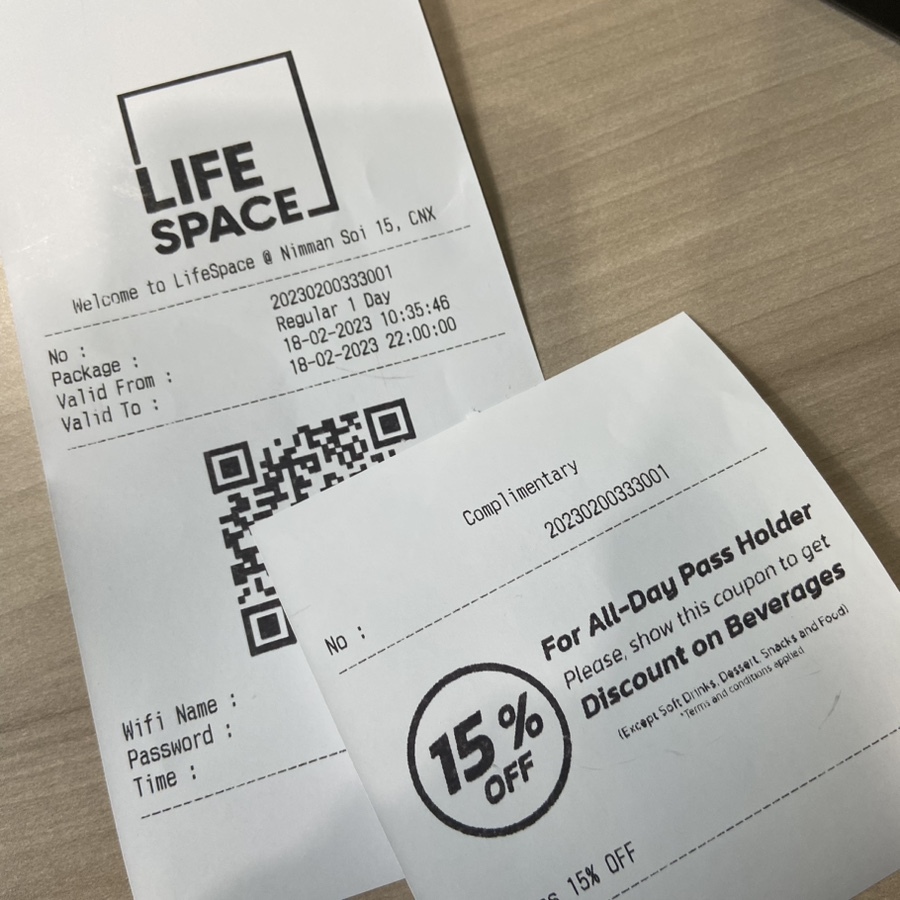 LIFE
SPACE
Welcome to LifeSpace @ Nimman Soi 15, CNX
No : 20230200333001
Package : Regular 1 Day
Valid From : 18-02-2023 10:35:46
Valid To : 18-02-2023 22:00:00
Wifi Name :
Password :
Time :
Complimentary
No : 20230200333001
For All-Day Pass Holder
Please, show this coupon to get
Discount on Beverages
(Except Soft Drinks, Dessert, Snacks and Food)
*Terms and conditions applied
15%
OFF
15% OFF